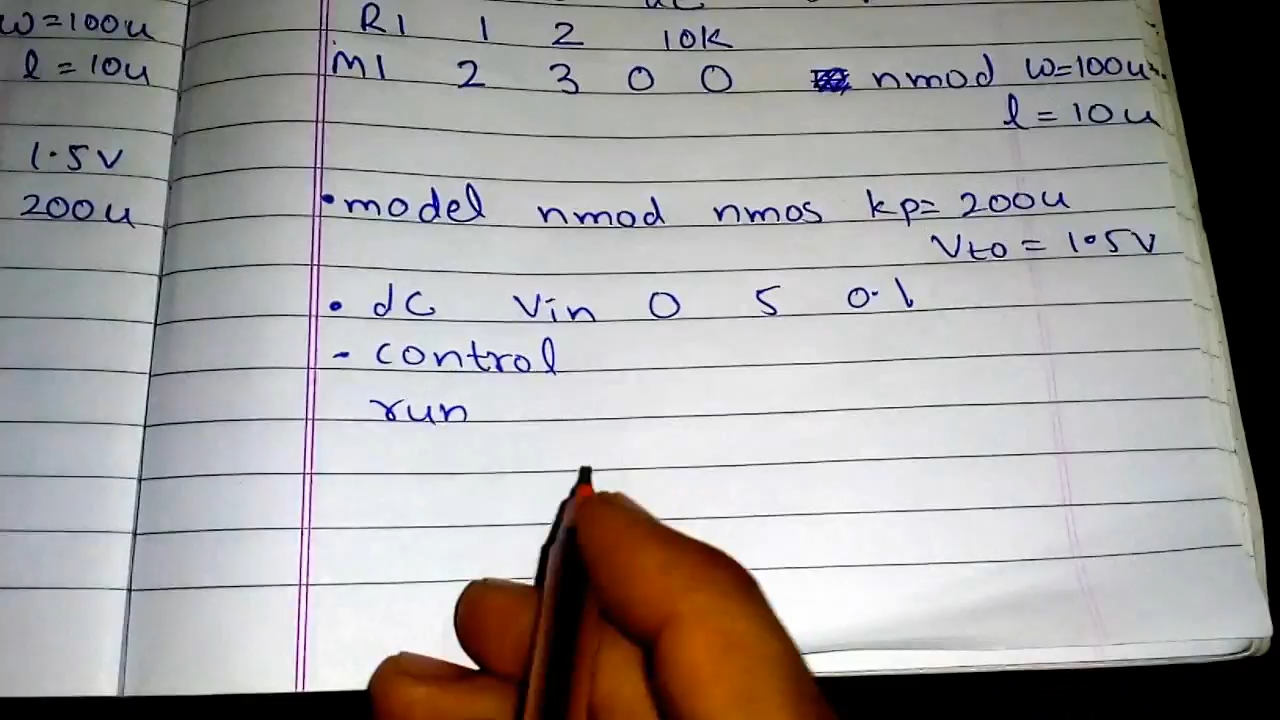 w=100u
l=10u
1.5V
200u
R1 1 2 10K
M1 2 3 0 0 nmod w=100u
l=10u
.model nmod nmos kp=200u
Vto=1.5V
.dc Vin 0 5 0.1
-control
run